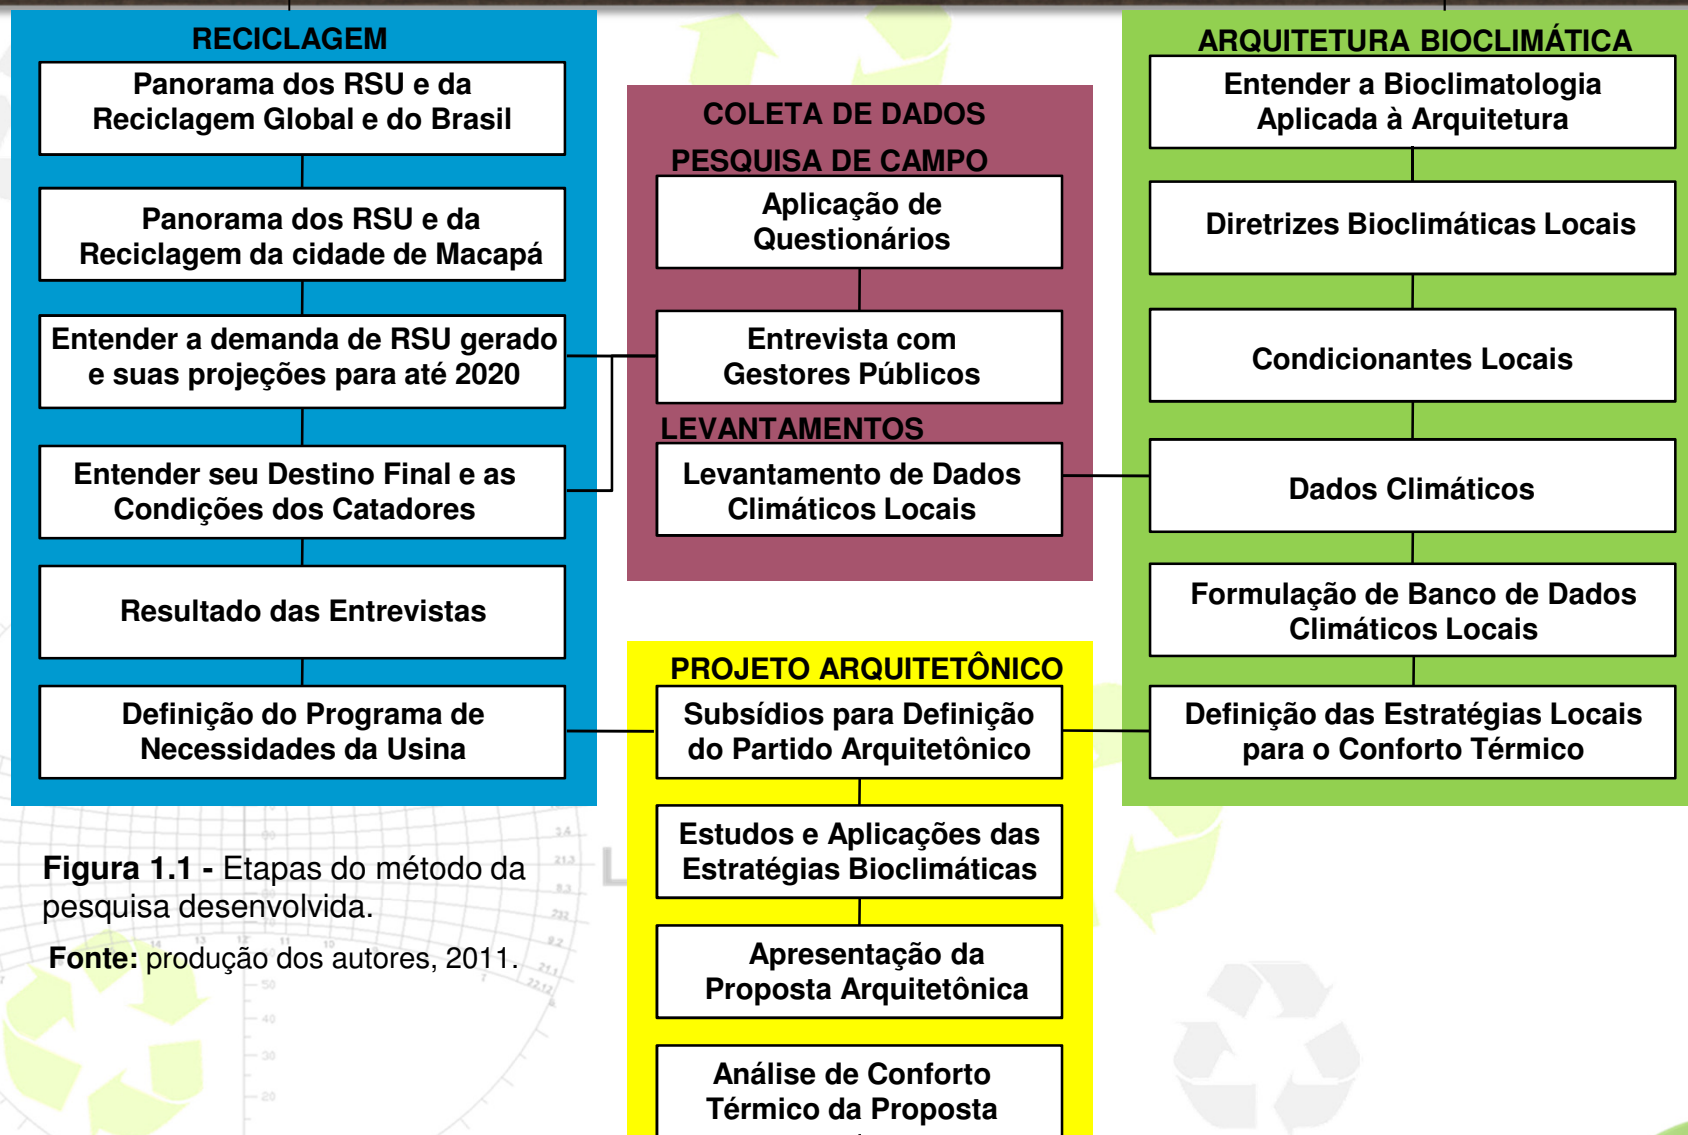 RECICLAGEM
Panorama dos RSU e da
Reciclagem Global e do Brasil
Panorama dos RSU e da
Reciclagem da cidade de Macapá
Entender a demanda de RSU gerado
e suas projeções para até 2020
Entender seu Destino Final e as
Condições dos Catadores
Resultado das Entrevistas
Definição do Programa de
Necessidades da Usina
COLETA DE DADOS
PESQUISA DE CAMPO
Aplicação de
Questionários
Entrevista com
Gestores Públicos
LEVANTAMENTOS
Levantamento de Dados
Climáticos Locais
ARQUITETURA BIOCLIMÁTICA
Entender a Bioclimatologia
Aplicada à Arquitetura
Diretrizes Bioclimáticas Locais
Condicionantes Locais
Dados Climáticos
Formulação de Banco de Dados
Climáticos Locais
Definição das Estratégias Locais
para o Conforto Térmico
PROJETO ARQUITETÔNICO
Subsídios para Definição
do Partido Arquitetônico
Estudos e Aplicações das
Estratégias Bioclimáticas
Apresentação da
Proposta Arquitetônica
Análise de Conforto
Térmico da Proposta
Figura 1.1 - Etapas do método da
pesquisa desenvolvida.
Fonte: produção dos autores, 2011.